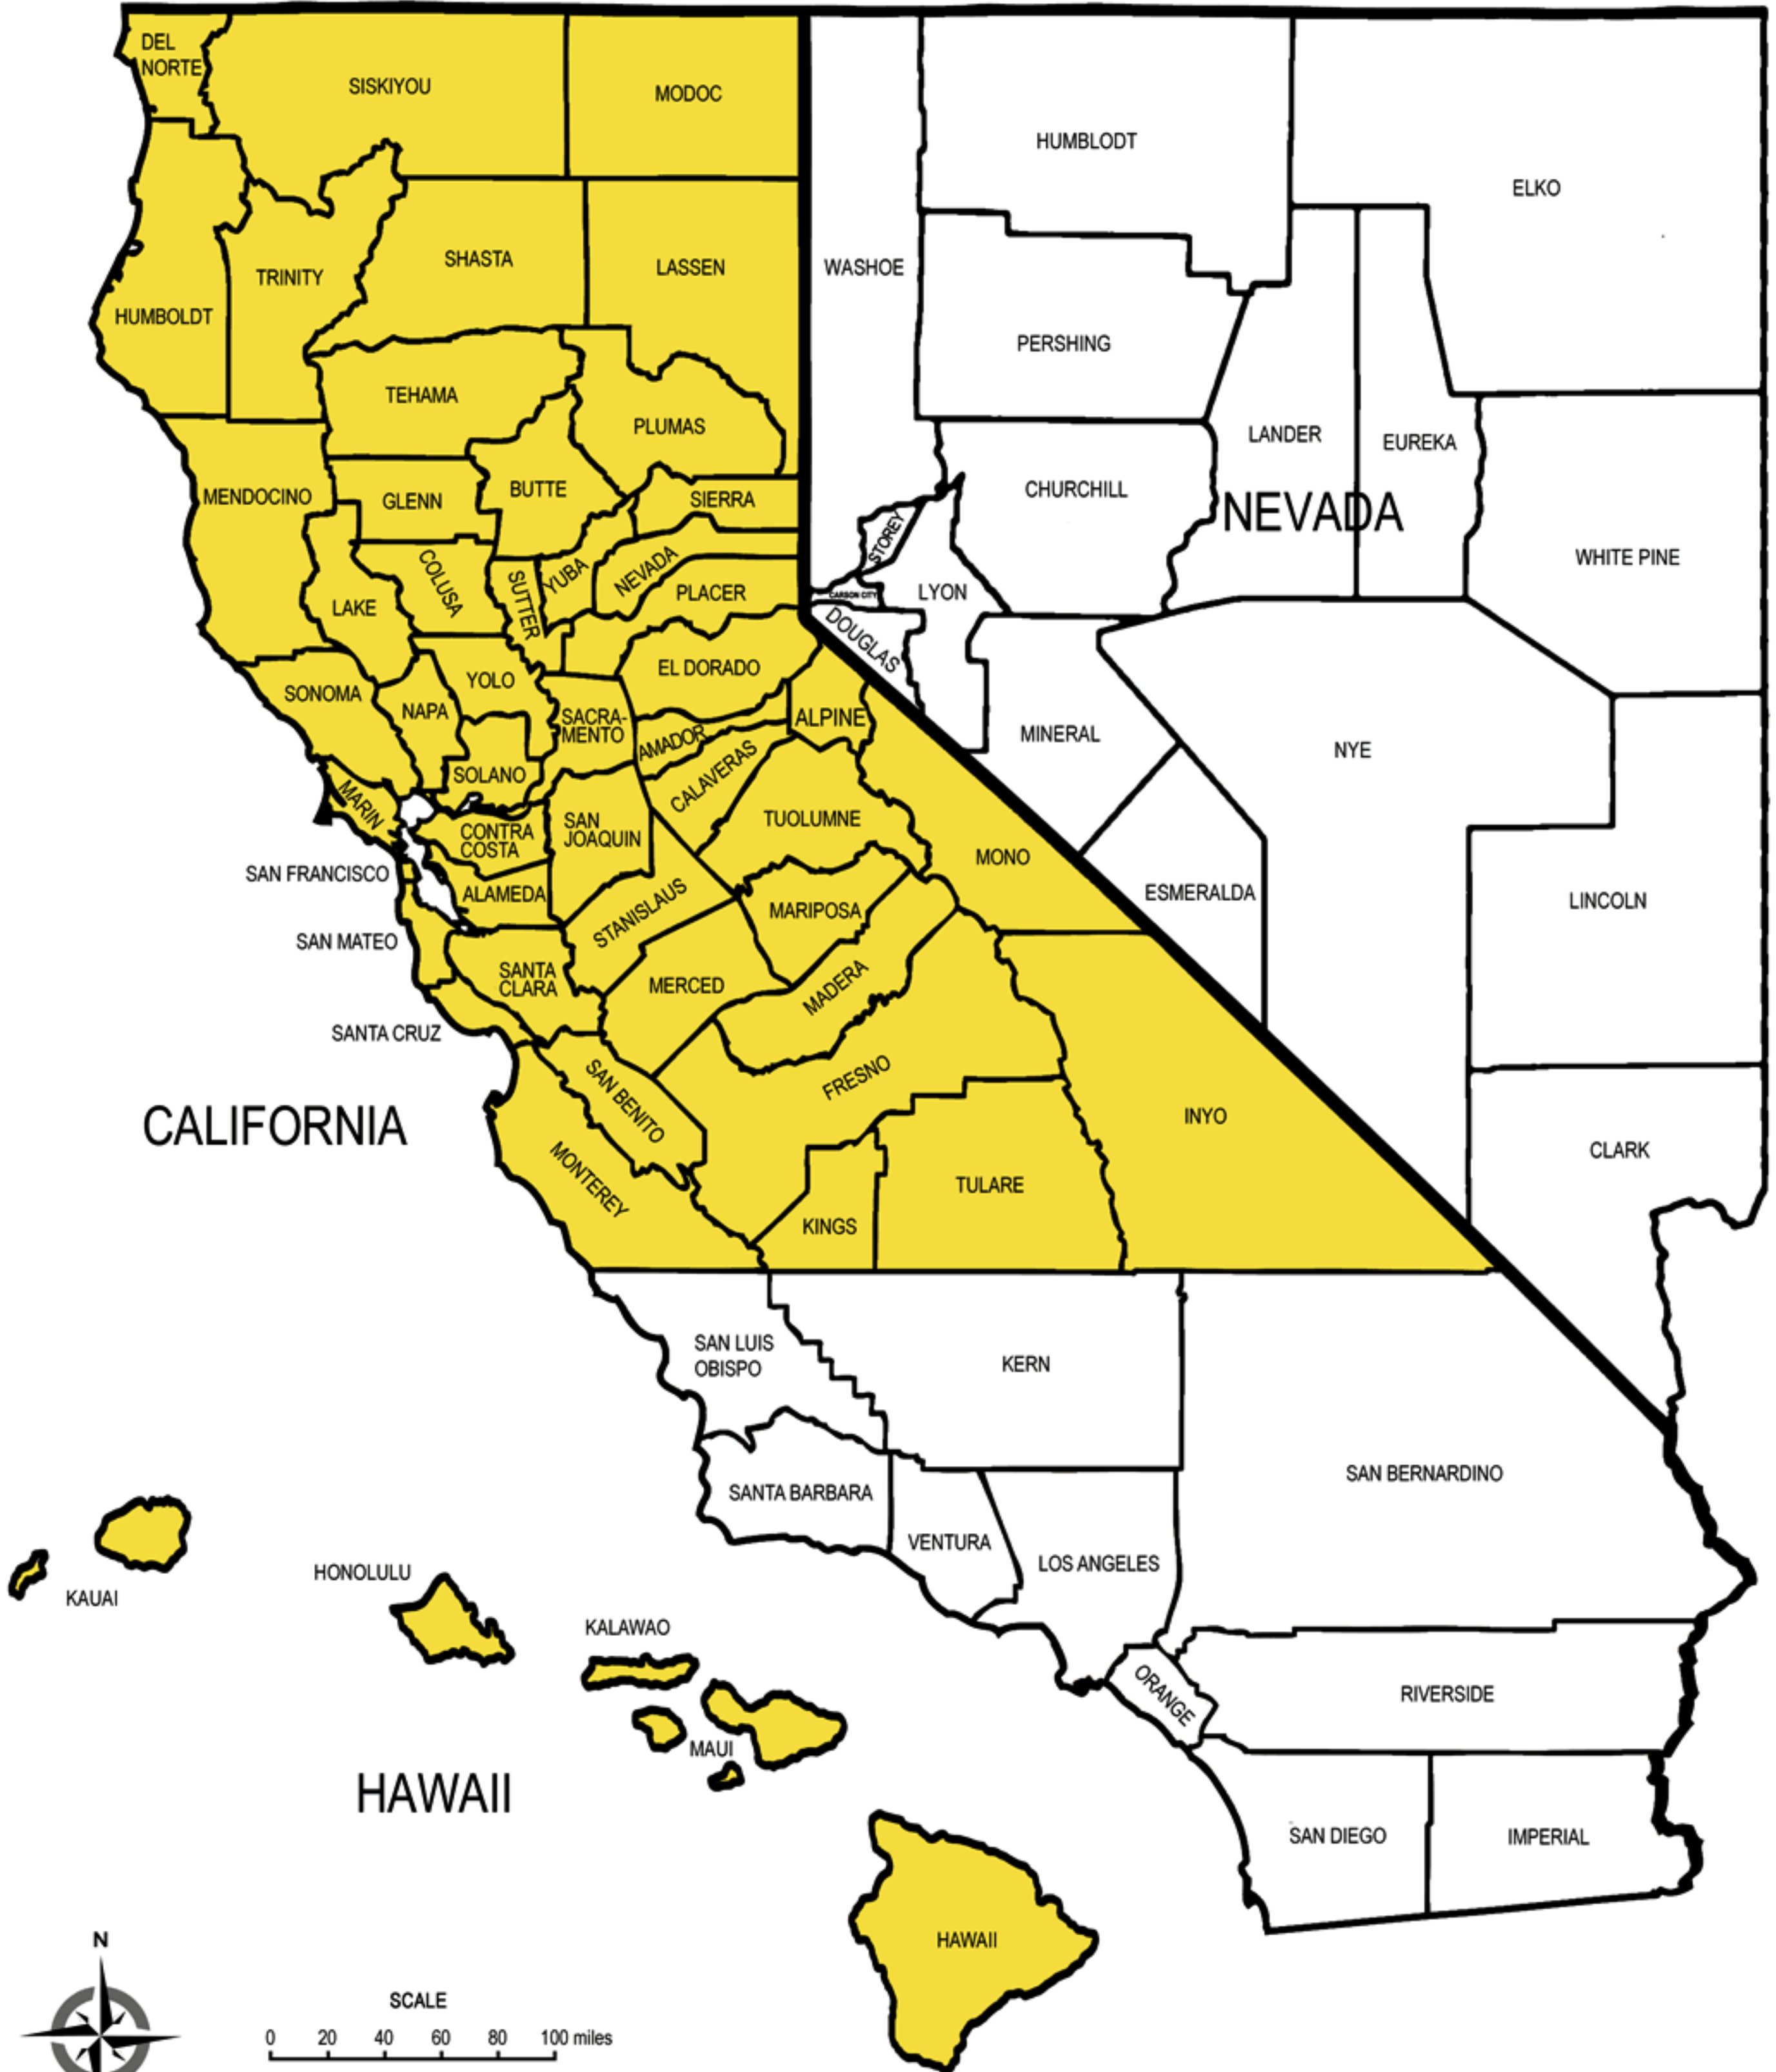 DEL
NORTE
SISKIYOU
MODOC
HUMBLODT
ELKO
SHASTA
LASSEN
WASHOE
TRINITY
HUMBOLDT
PERSHING
TEHAMA
PLUMAS
LANDER
EUREKA
MENDOCINO
GLENN
BUTTE
SIERRA
CHURCHILL
NEVADA
STOREY
WHITE PINE
COLUSA
SUTTER
YUBA
NEVADA
PLACER
CARSON CITY
LYON
LAKE
DOUGLAS
EL DORADO
SONOMA
YOLO
NAPA
SACRA-
MENTO
ALPINE
AMADOR
MINERAL
NYE
SOLANO
CALAVERAS
MARIN
CONTRA
COSTA
SAN
JOAQUIN
TUOLUMNE
MONO
SAN FRANCISCO
ALAMEDA
ESMERALDA
LINCOLN
STANISLAUS
MARIPOSA
SAN MATEO
SANTA
CLARA
MERCED
MADERA
SANTA CRUZ
SAN BENITO
FRESNO
CALIFORNIA
INYO
CLARK
MONTEREY
TULARE
KINGS
SAN LUIS
OBISPO
KERN
SAN BERNARDINO
SANTA BARBARA
VENTURA
LOS ANGELES
HONOLULU
KAUAI
KALAWAO
ORANGE
RIVERSIDE
MAUI
HAWAII
SAN DIEGO
IMPERIAL
HAWAII
N
SCALE
0 20 40 60 80 100 miles